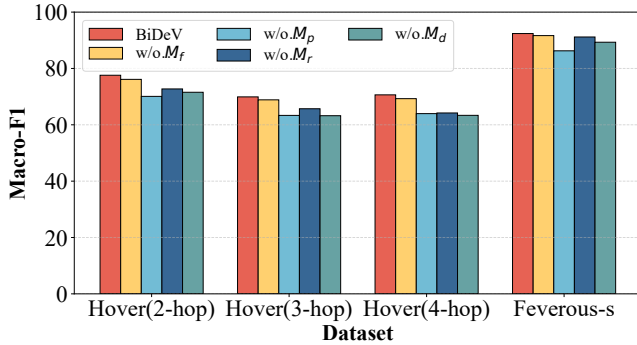 Macro-F1
100
80
60
40
20
0
BiDeV
w/o.M_f
w/o.M_p
w/o.M_r
w/o.M_d
Hover(2-hop)
Hover(3-hop)
Hover(4-hop)
Feverous-s
Dataset